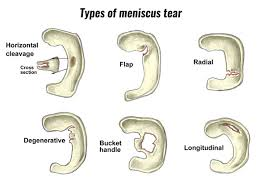 Types of meniscus tear
Horizontal
cleavage
Cross
section
Flap
Radial
Degenerative
Bucket
handle
Longitudinal